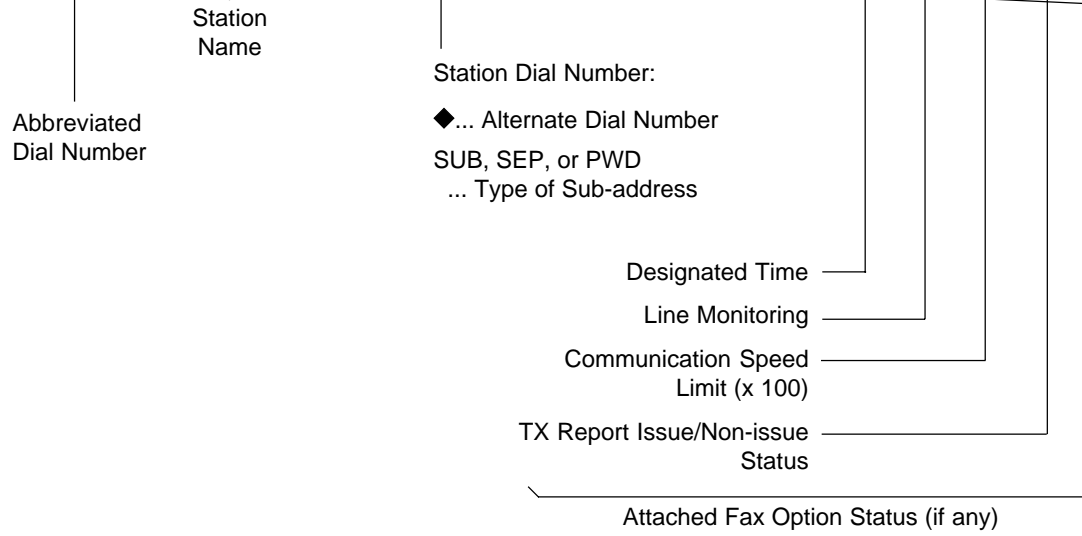 Station
Name
Station Dial Number:
Abbreviated
Dial Number
◆... Alternate Dial Number
SUB, SEP, or PWD
... Type of Sub-address
Designated Time
Line Monitoring
Communication Speed
Limit (x 100)
TX Report Issue/Non-issue
Status
Attached Fax Option Status (if any)